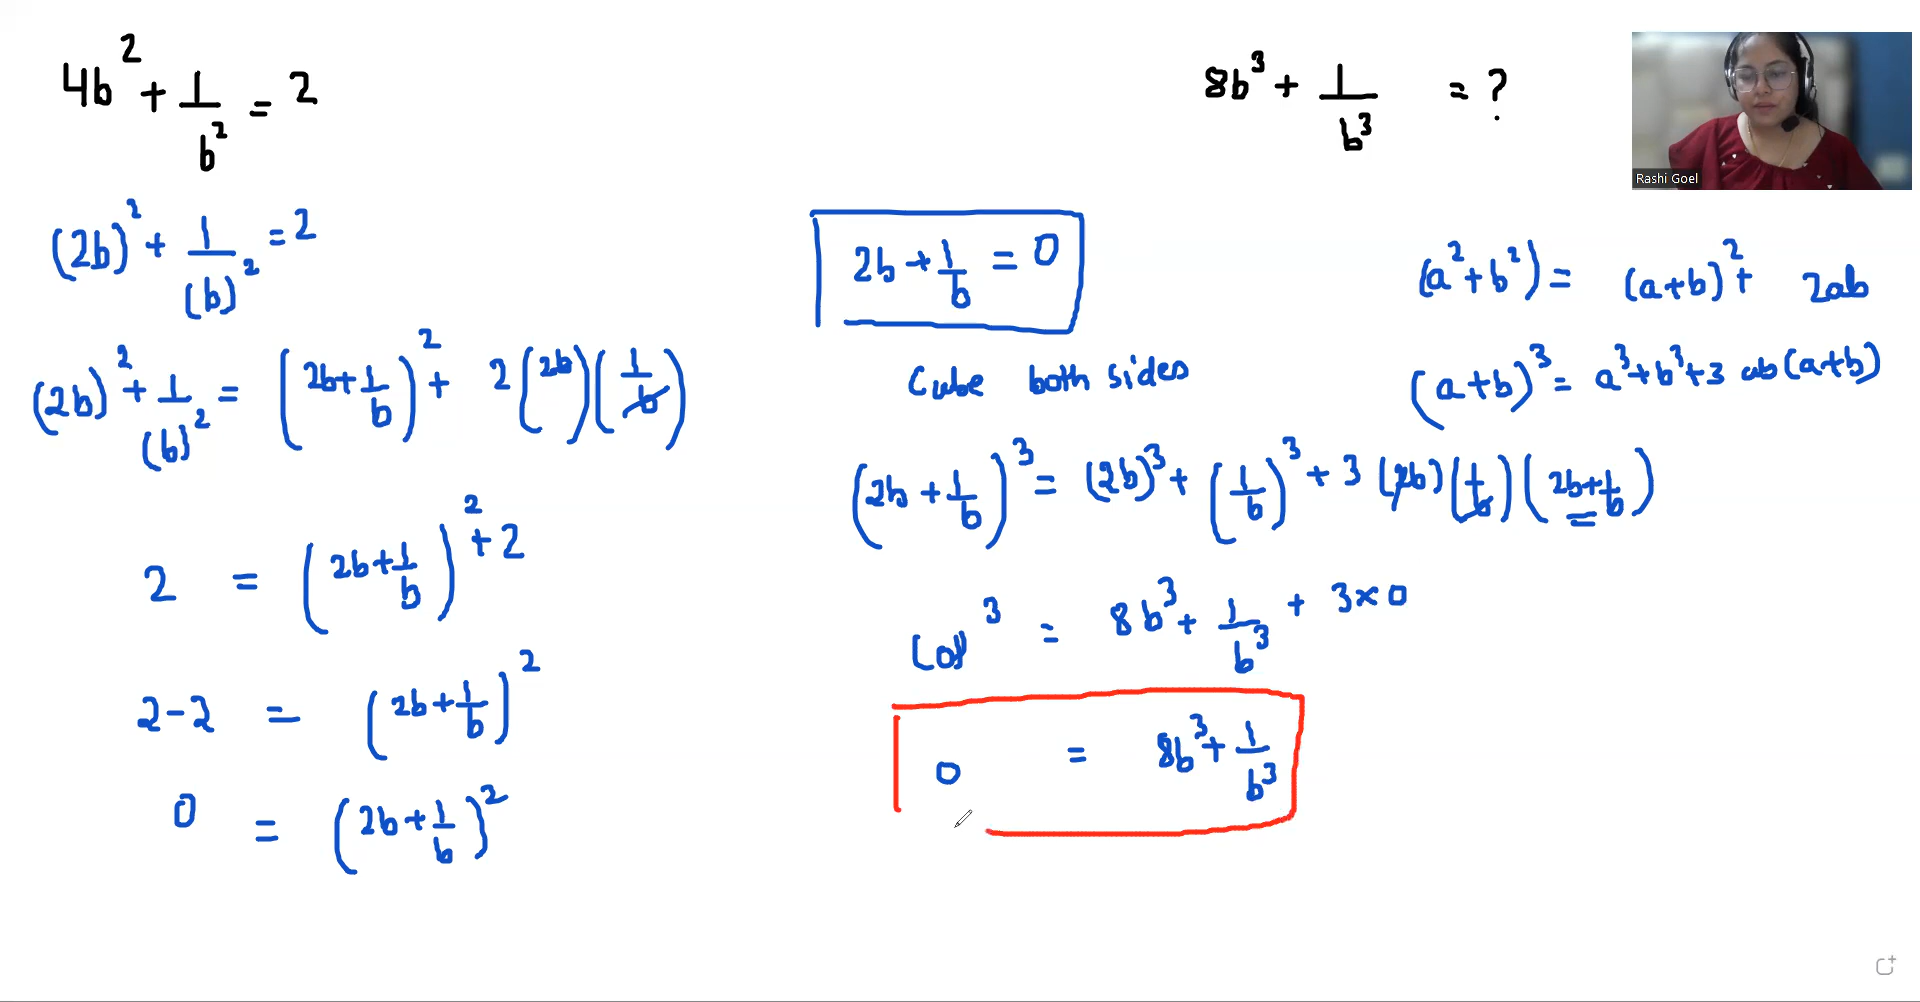 4b² + 1/b² = 2
8b³ + 1/b³ = ?
Rashi Goel
(2b)² + 1/(b)² = 2
(2b)² + 1/(b)² = (2b + 1/b)² + 2(2b)(1/b)
2 = (2b + 1/b)² + 2
2 - 2 = (2b + 1/b)²
0 = (2b + 1/b)²
2b + 1/b = 0
Cube both sides
(2b + 1/b)³ = (2b)³ + (1/b)³ + 3(2b)(1/b)(2b + 1/b)
(0)³ = 8b³ + 1/b³ + 3×0
0 = 8b³ + 1/b³
(a² + b²) = (a+b)² + 2ab
(a+b)³ = a³ + b³ + 3ab(a+b)